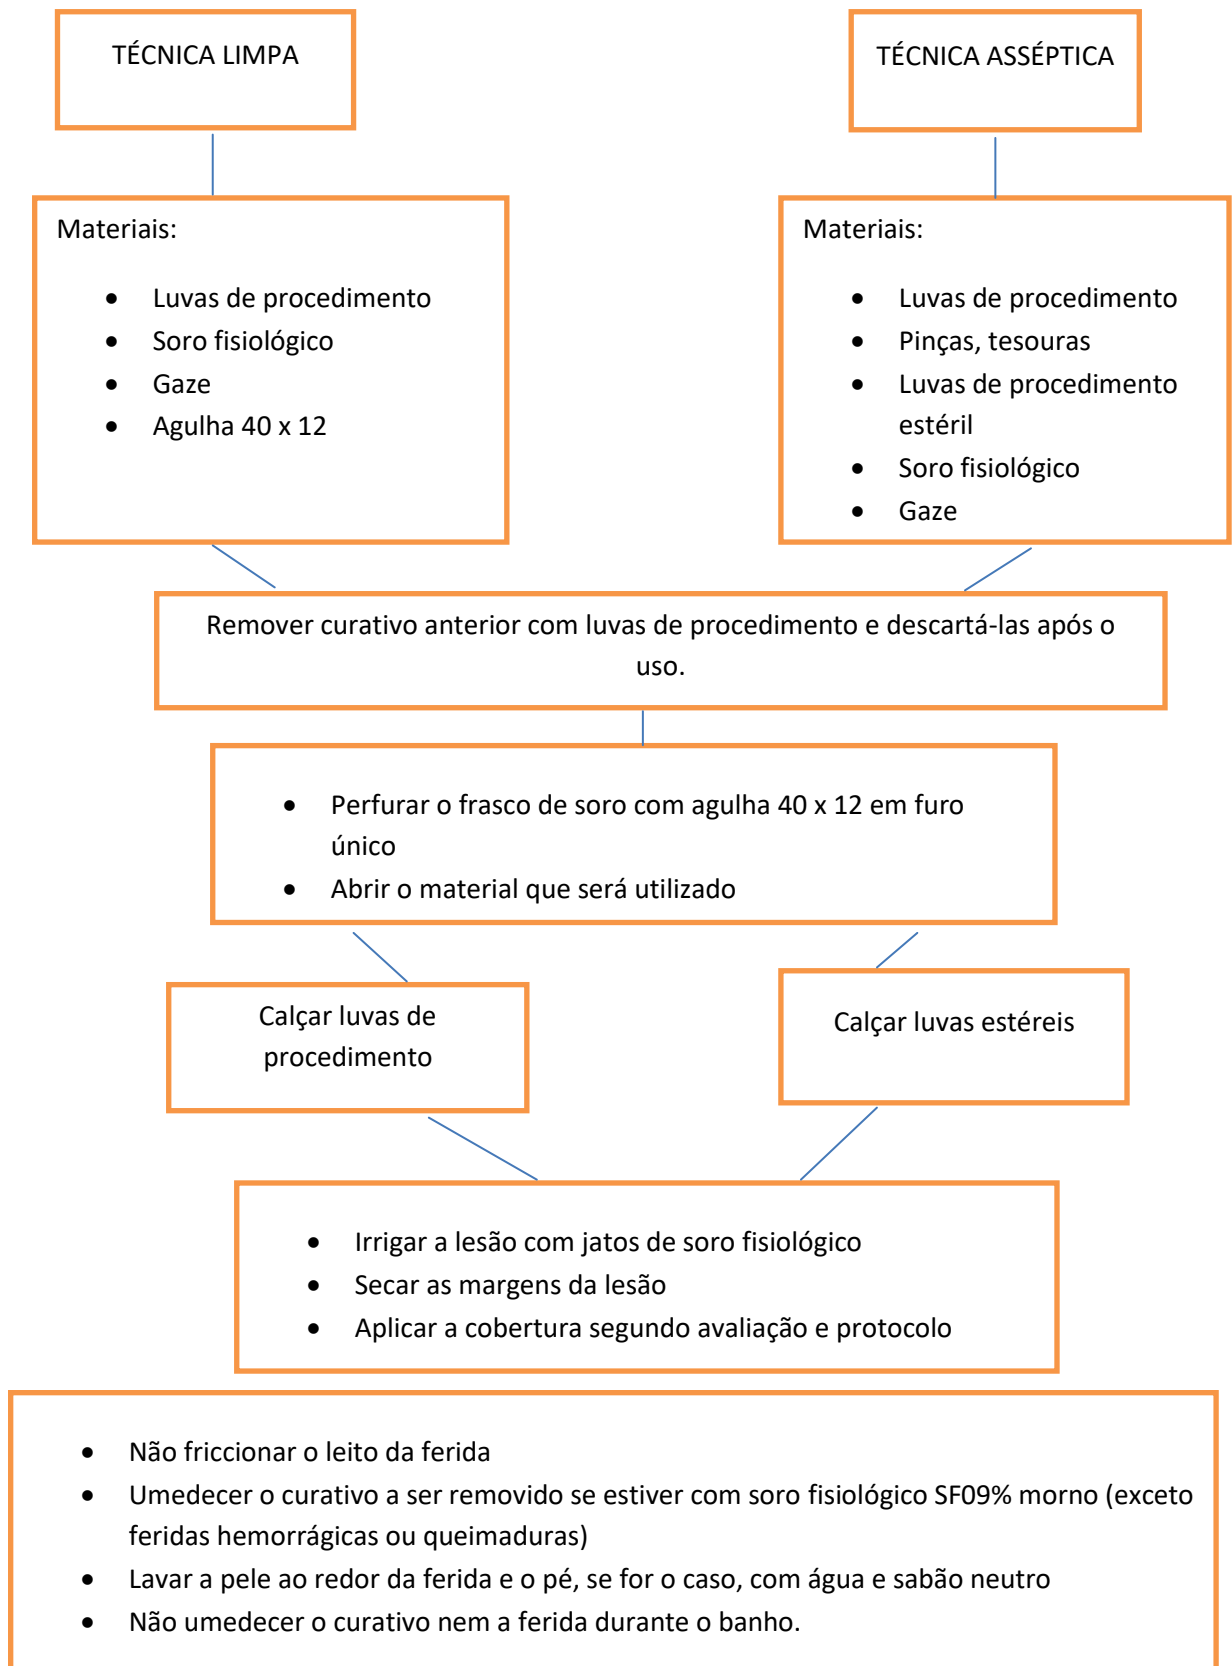 TÉCNICA LIMPA
TÉCNICA ASSÉPTICA
Materiais:
• Luvas de procedimento
• Soro fisiológico
• Gaze
• Agulha 40 x 12
Materiais:
• Luvas de procedimento
• Pinças, tesouras
• Luvas de procedimento
estéril
• Soro fisiológico
• Gaze
Remover curativo anterior com luvas de procedimento e descartá-las após o
uso.
• Perfurar o frasco de soro com agulha 40 x 12 em furo
único
• Abrir o material que será utilizado
Calçar luvas de
procedimento
Calçar luvas estéreis
• Irrigar a lesão com jatos de soro fisiológico
• Secar as margens da lesão
• Aplicar a cobertura segundo avaliação e protocolo
• Não friccionar o leito da ferida
• Umedecer o curativo a ser removido se estiver com soro fisiológico SF09% morno (exceto
feridas hemorrágicas ou queimaduras)
• Lavar a pele ao redor da ferida e o pé, se for o caso, com água e sabão neutro
• Não umedecer o curativo nem a ferida durante o banho.